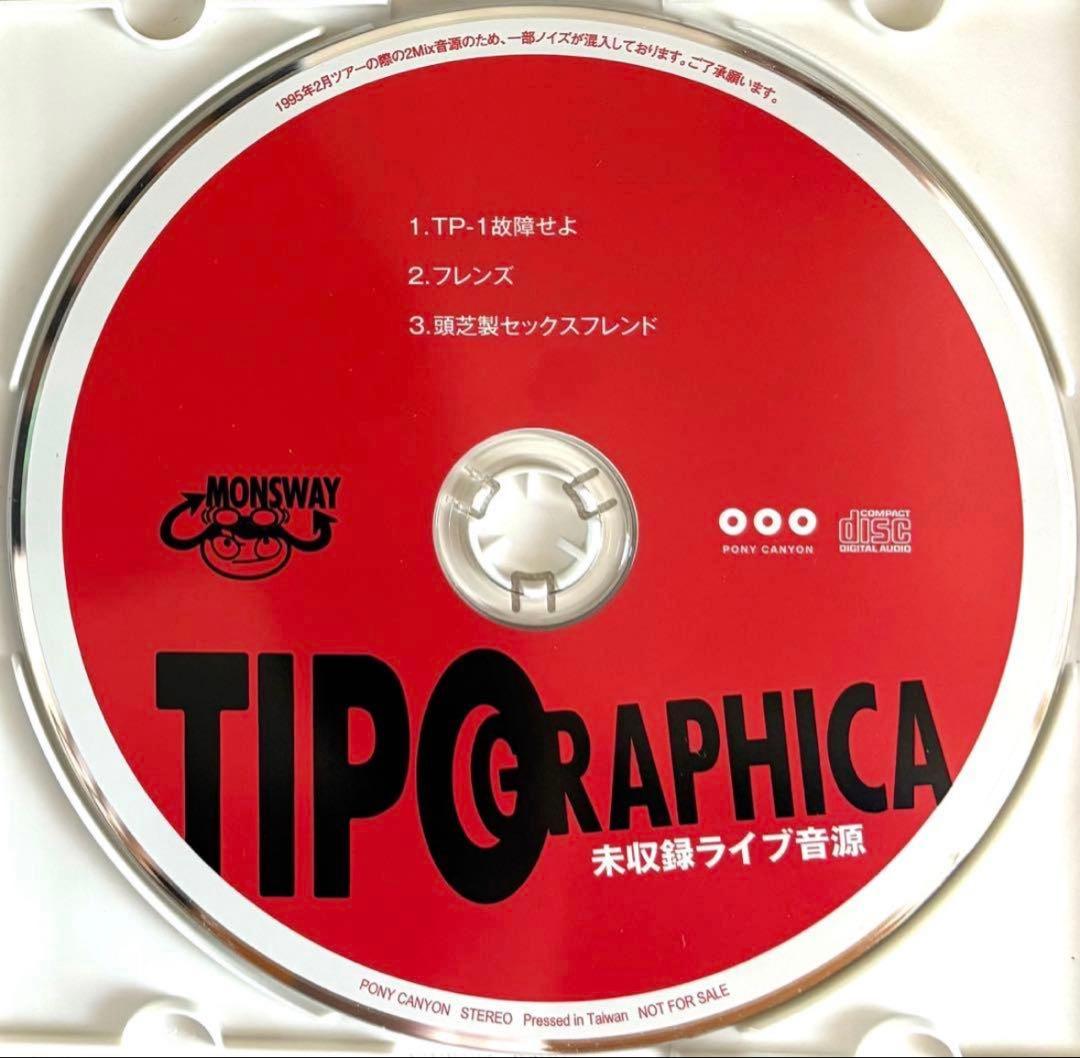 1995年2月ツアーの際の2Mix音源のため、一部ノイズが混入しております。ご了承願います。
1.TP-1故障せよ
2.フレンズ
3.頭芝製セックスフレンド
MONSWAY
PONY CANYON
COMPACT
disc
DIGITAL AUDIO
TIPOGRAPHICA
未収録ライブ音源
PONY CANYON STEREO Pressed in Taiwan NOT FOR SALE